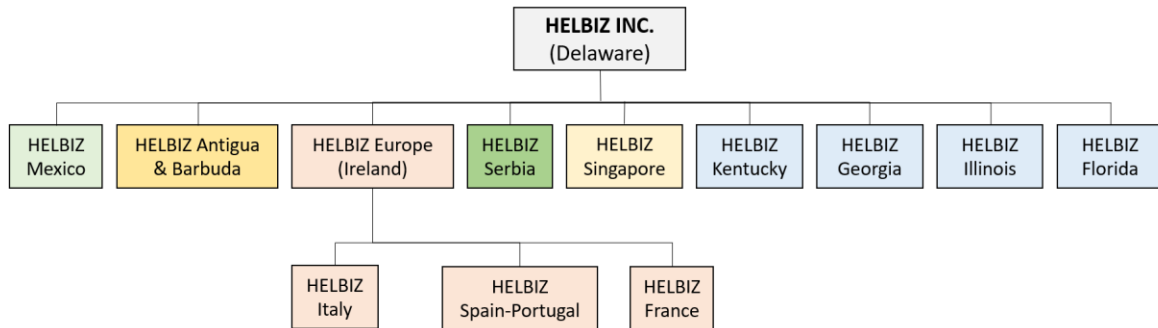 HELBIZ INC.
(Delaware)
HELBIZ
Mexico
HELBIZ Antigua
& Barbuda
HELBIZ Europe
(Ireland)
HELBIZ
Serbia
HELBIZ
Singapore
HELBIZ
Kentucky
HELBIZ
Georgia
HELBIZ
Illinois
HELBIZ
Florida
HELBIZ
Italy
HELBIZ
Spain-Portugal
HELBIZ
France